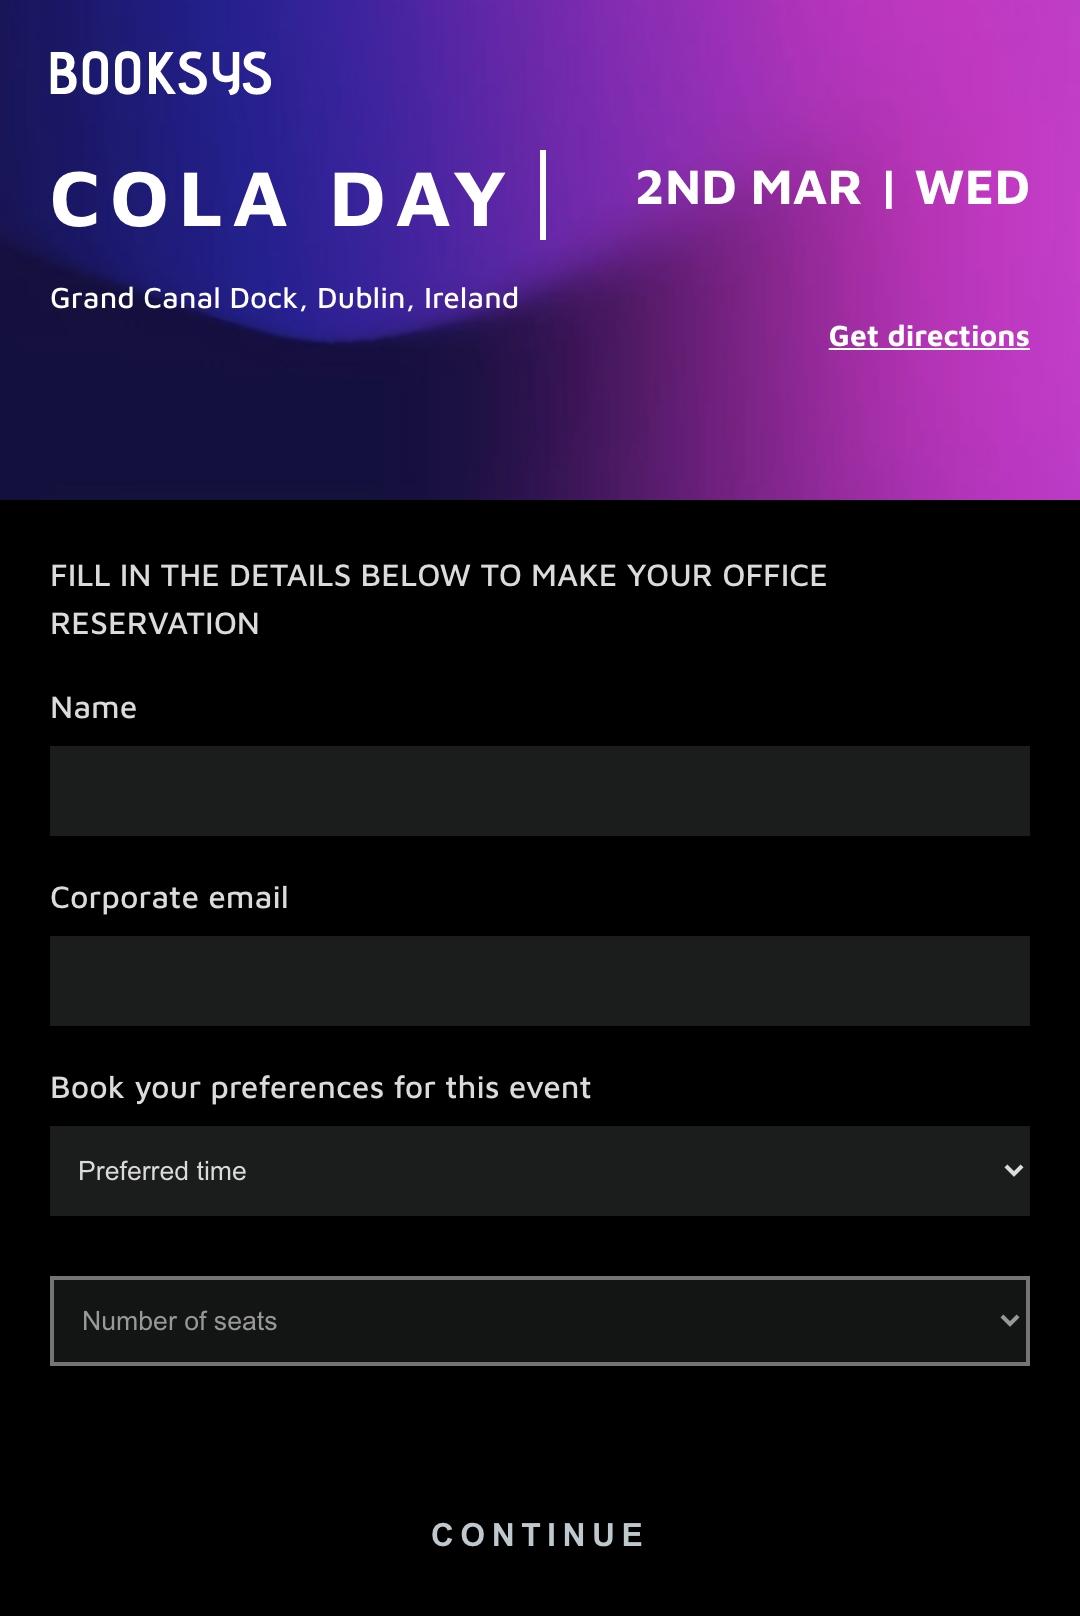 BOOKSYS
COLA DAY
2ND MAR | WED
Grand Canal Dock, Dublin, Ireland
Get directions
FILL IN THE DETAILS BELOW TO MAKE YOUR OFFICE
RESERVATION
Name
Corporate email
Book your preferences for this event
Preferred time
Number of seats
CONTINUE